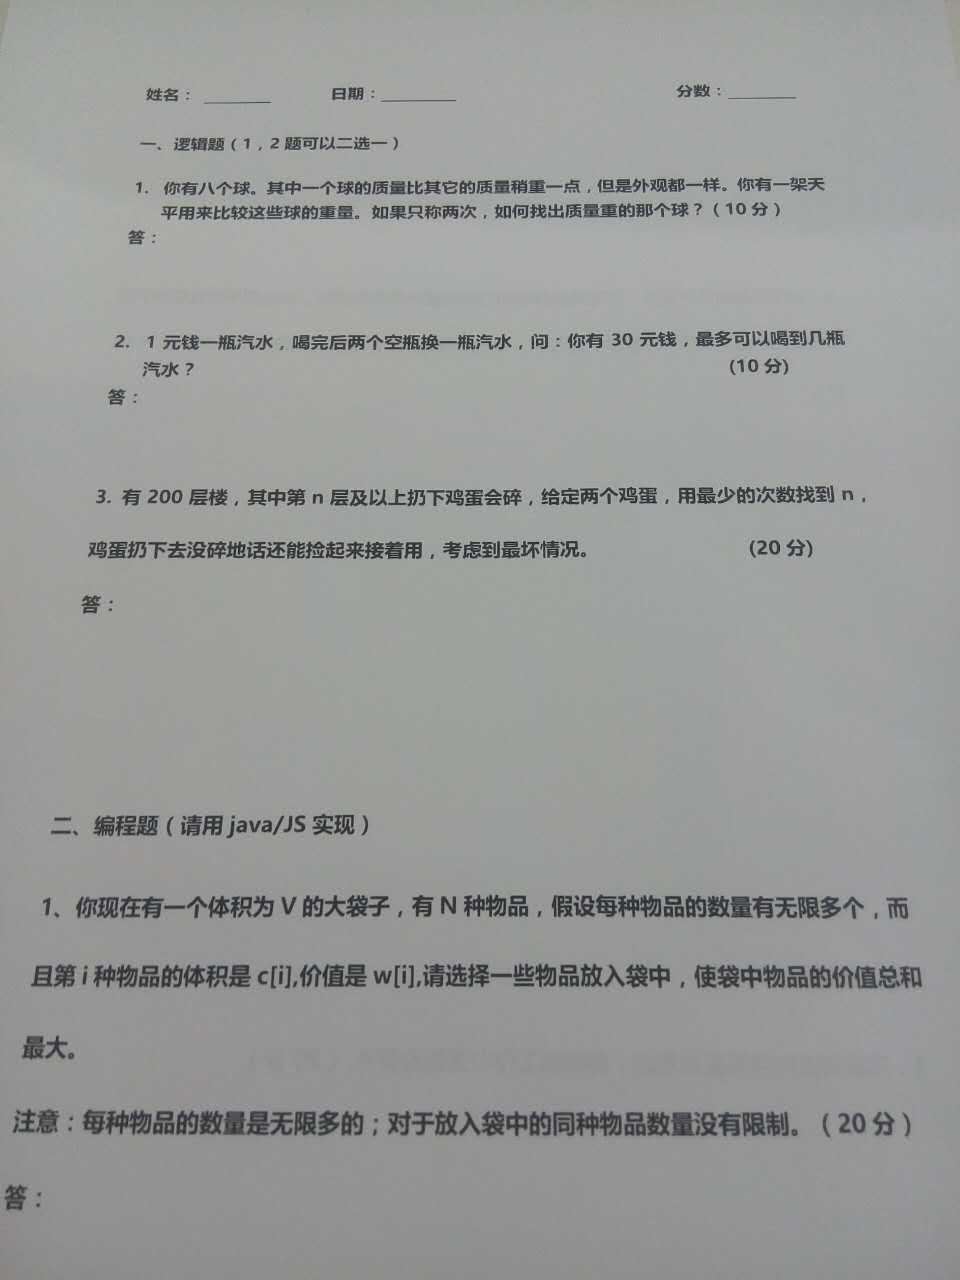 姓名： ________ 日期：_________ 分数：________
一、逻辑题（1，2 题可以二选一）
1. 你有八个球。其中一个球的质量比其它的质量稍重一点，但是外观都一样。你有一架天
平用来比较这些球的重量。如果只称两次，如何找出质量重的那个球？（10 分）
答：
2. 1 元钱一瓶汽水，喝完后两个空瓶换一瓶汽水，问：你有 30 元钱，最多可以喝到几瓶
汽水？ (10 分)
答：
3. 有 200 层楼，其中第 n 层及以上扔下鸡蛋会碎，给定两个鸡蛋，用最少的次数找到 n，
鸡蛋扔下去没碎地话还能捡起来接着用，考虑到最坏情况。 (20 分)
答：
二、编程题（请用 java/JS 实现）
1、你现在有一个体积为 V 的大袋子，有 N 种物品，假设每种物品的数量有无限多个，而
且第 i 种物品的体积是 c[i],价值是 w[i],请选择一些物品放入袋中，使袋中物品的价值总和
最大。
注意：每种物品的数量是无限多的；对于放入袋中的同种物品数量没有限制。（20 分）
答：